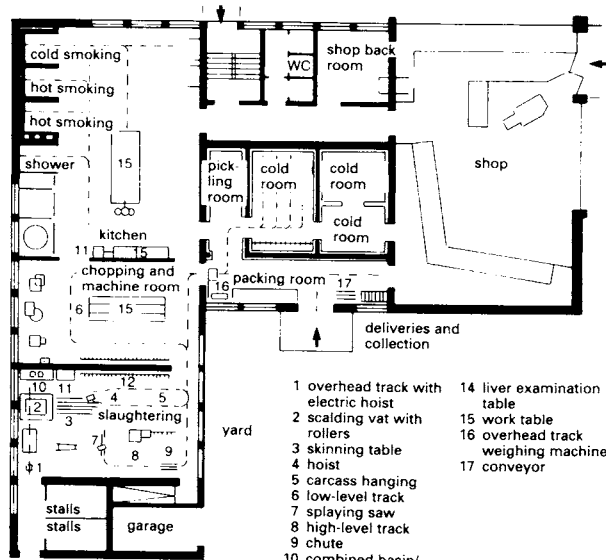 cold smoking
hot smoking
hot smoking
shower
15
kitchen
11 15
chopping and
machine room
6 15
10 11 12
2 3 4 5
slaughtering
7 8 9
1
stalls
stalls
garage
WC
shop back
room
shop
pick-
ling
room
cold
room
cold
room
cold
room
packing room
16
17
deliveries and
collection
yard
1 overhead track with
electric hoist
2 scalding vat with
rollers
3 skinning table
4 hoist
5 carcass hanging
6 low-level track
7 splaying saw
8 high-level track
9 chute
10 combined basin/
14 liver examination
table
15 work table
16 overhead track
weighing machine
17 conveyor